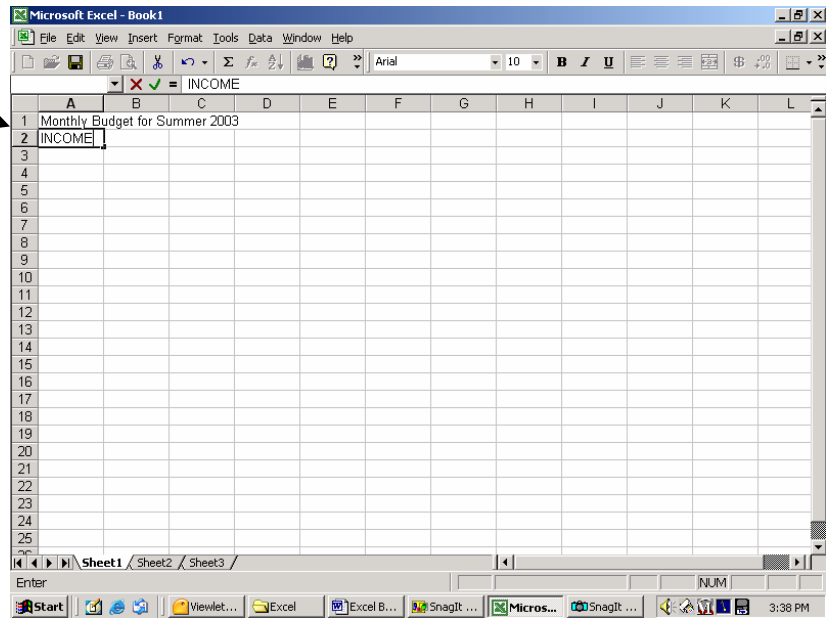 Microsoft Excel - Book1
File Edit View Insert Format Tools Data Window Help
Arial 10 B I U
= INCOME
A B C D E F G H I J K L
1 Monthly Budget for Summer 2003
2 INCOME
3
4
5
6
7
8
9
10
11
12
13
14
15
16
17
18
19
20
21
22
23
24
25
Sheet1 Sheet2 Sheet3
Enter NUM
Start Viewlet... Excel Excel B... SnagIt ... Micros... SnagIt ... 3:38 PM